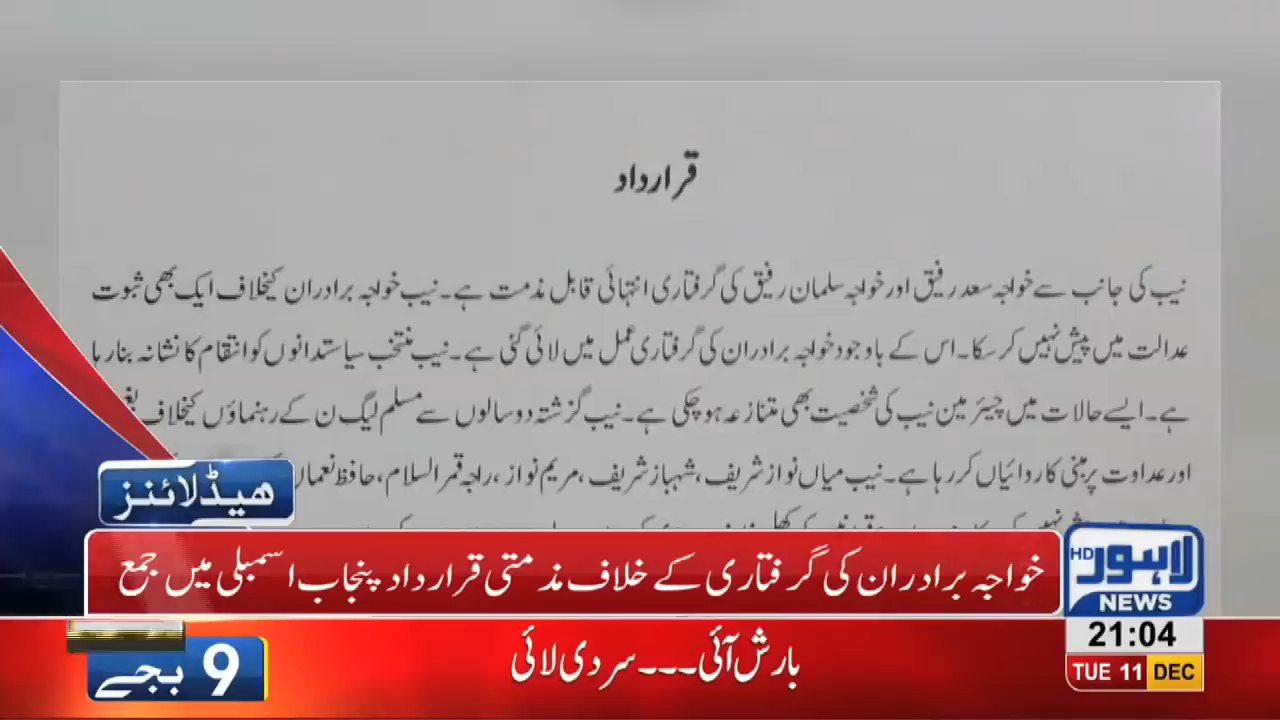 قرارداد
نیب کی جانب سے خواجہ سعد رفیق اور خواجہ سلمان رفیق کی گرفتاری انتہائی قابل مذمت ہے۔ نیب خواجہ برادران کیخلاف ایک بھی ثبوت
عدالت میں پیش نہیں کرسکا۔ اس کے باوجود خواجہ برادران کی گرفتاری عمل میں لائی گئی ہے۔ نیب منتخب سیاستدانوں کو انتقام کا نشانہ بنا رہا
ہے۔ ایسے حالات میں چیئرمین نیب کی شخصیت بھی متنازعہ ہوچکی ہے۔ نیب گزشتہ دو سالوں سے مسلم لیگ ن کے رہنماؤں کیخلاف
اور عداوت پر مبنی کاروائیاں کر رہا ہے۔ نیب میاں نواز شریف، شہباز شریف، مریم نواز، راجہ قمر السلام، حافظ نعمان
ھیڈلائنز
خواجہ برادران کی گرفتاری کے خلاف مذمتی قرارداد پنجاب اسمبلی میں جمع
HD لاہور
NEWS
21:04
TUE 11 DEC
بارش آئی۔۔۔سردی لائی
9 بجے